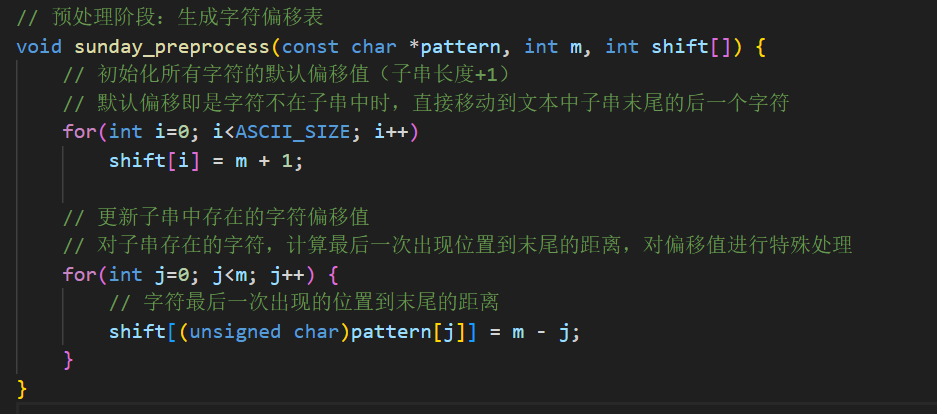 // 预处理阶段：生成字符偏移表
void sunday_preprocess(const char *pattern, int m, int shift[]) {
// 初始化所有字符的默认偏移值（子串长度+1）
// 默认偏移即是字符不在子串中时，直接移动到文本中子串末尾的后一个字符
for(int i=0; i<ASCII_SIZE; i++)
shift[i] = m + 1;
// 更新子串中存在的字符偏移值
// 对子串存在的字符，计算最后一次出现位置到末尾的距离，对偏移值进行特殊处理
for(int j=0; j<m; j++) {
// 字符最后一次出现的位置到末尾的距离
shift[(unsigned char)pattern[j]] = m - j;
}
}